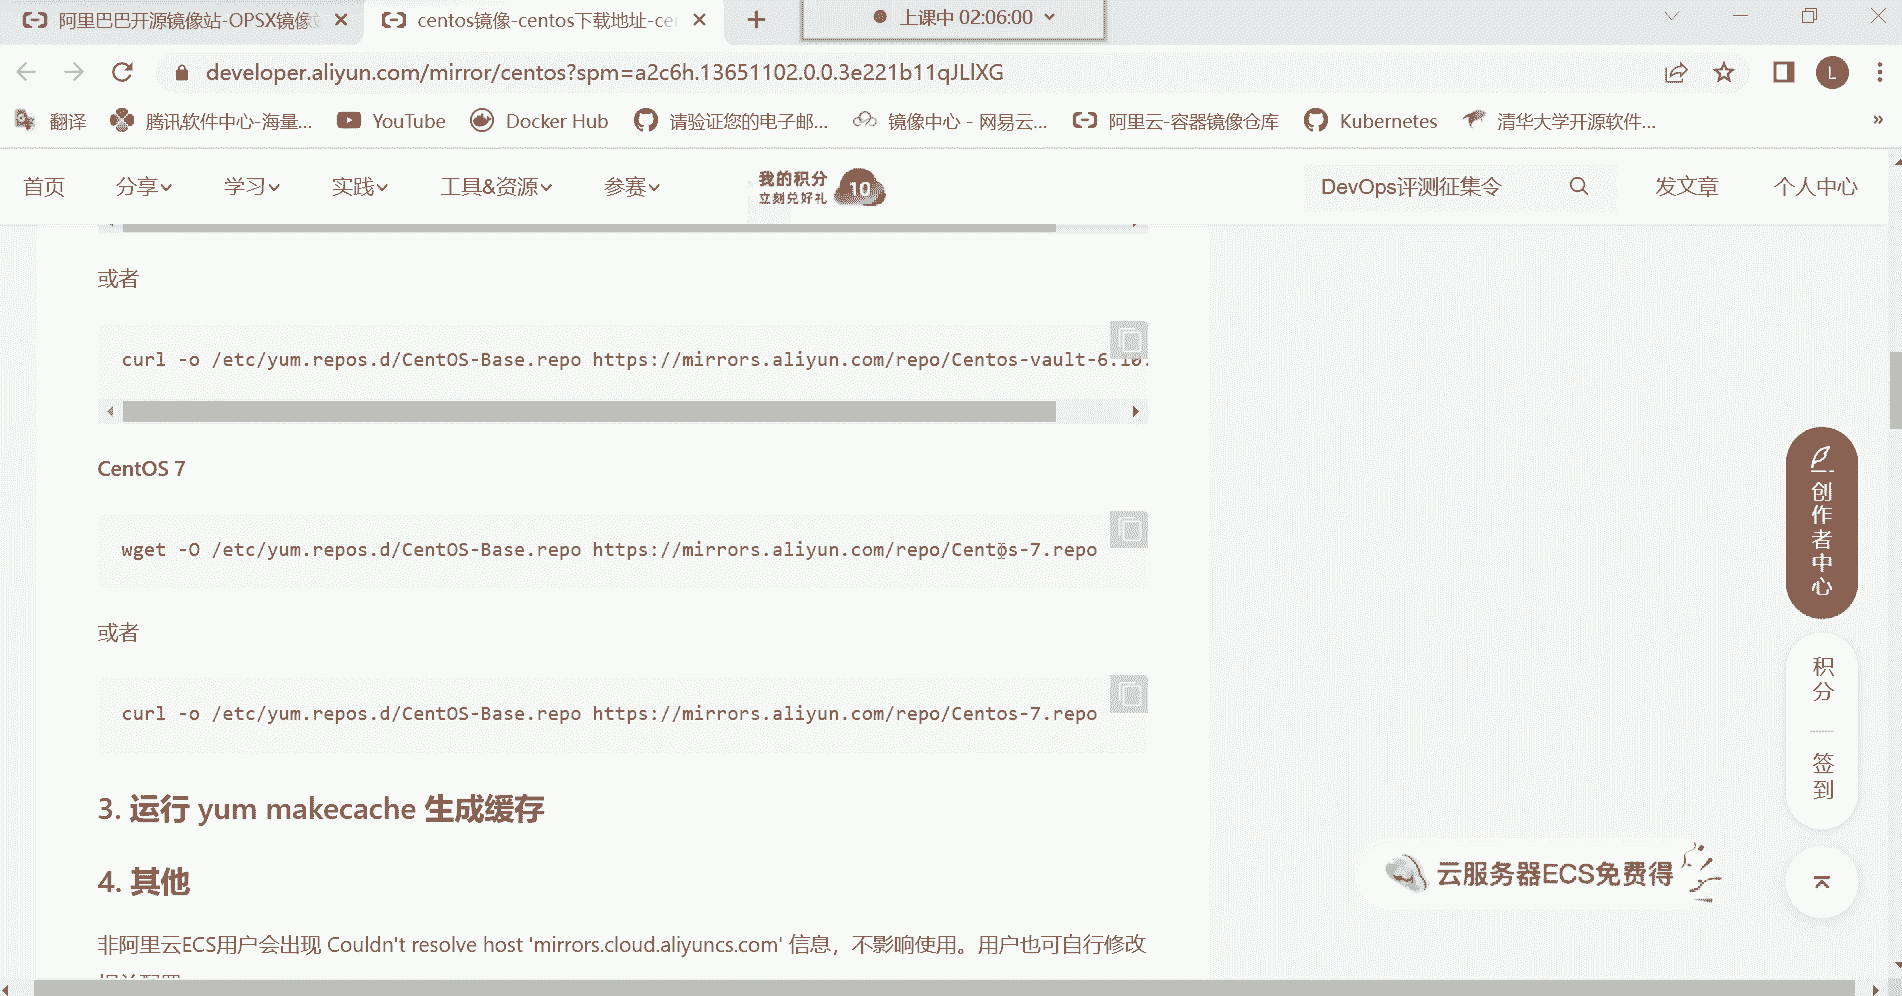 阿里巴巴开源镜像站-OPSX镜像
centos镜像-centos下载地址-ce
上课中 02:06:00
developer.aliyun.com/mirror/centos?spm=a2c6h.13651102.0.0.3e221b11qJLlXG
L
翻译
腾讯软件中心-海量...
YouTube
Docker Hub
请验证您的电子邮...
镜像中心 - 网易云...
阿里云-容器镜像仓库
Kubernetes
清华大学开源软件...
首页
分享
学习
实践
工具&资源
参赛
我的积分
立刻兑好礼
10
DevOps评测征集令
发文章
个人中心
或者
curl -o /etc/yum.repos.d/CentOS-Base.repo https://mirrors.aliyun.com/repo/Centos-vault-6.10.
CentOS 7
wget -O /etc/yum.repos.d/CentOS-Base.repo https://mirrors.aliyun.com/repo/Centos-7.repo
或者
curl -o /etc/yum.repos.d/CentOS-Base.repo https://mirrors.aliyun.com/repo/Centos-7.repo
3. 运行 yum makecache 生成缓存
4. 其他
非阿里云ECS用户会出现 Couldn't resolve host 'mirrors.cloud.aliyuncs.com' 信息，不影响使用。用户也可自行修改
创作者中心
积分
签到
云服务器ECS免费得